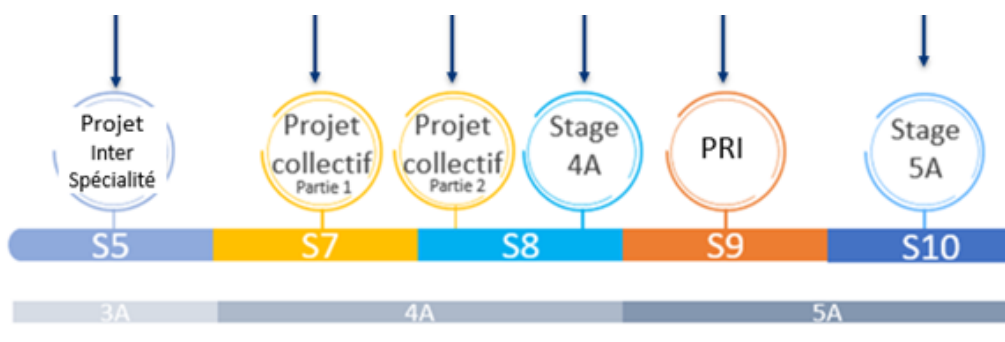 Projet
Inter
Spécialité
Projet
collectif
Partie 1
Projet
collectif
Partie 2
Stage
4A
PRI
Stage
5A
S5
S7
S8
S9
S10
3A
4A
5A